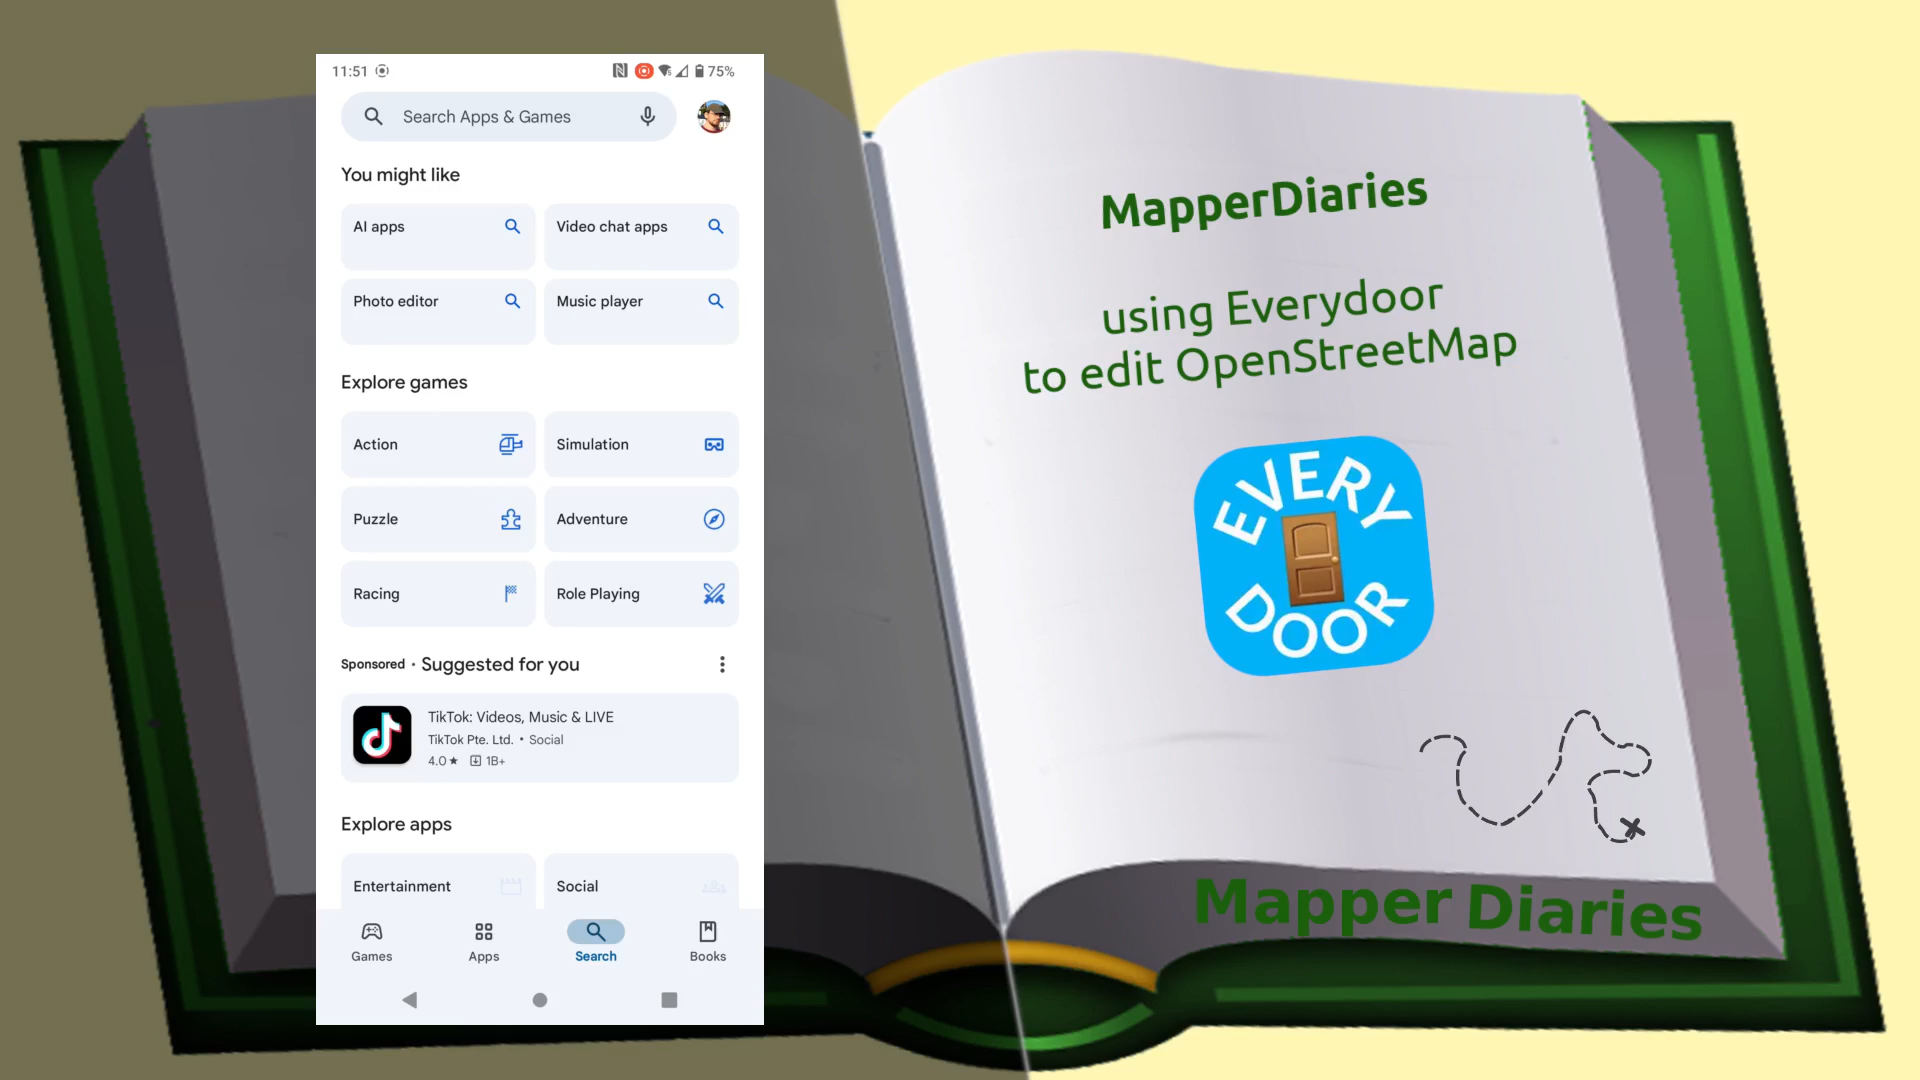 11:51
75%
Search Apps & Games
You might like
AI apps
Video chat apps
Photo editor
Music player
Explore games
Action
Simulation
Puzzle
Adventure
Racing
Role Playing
Sponsored · Suggested for you
TikTok: Videos, Music & LIVE
TikTok Pte. Ltd. • Social
4.0★ 1B+
Explore apps
Entertainment
Social
Games
Apps
Search
Books
MapperDiaries
using Everydoor
to edit OpenStreetMap
EVERY
DOOR
Mapper Diaries